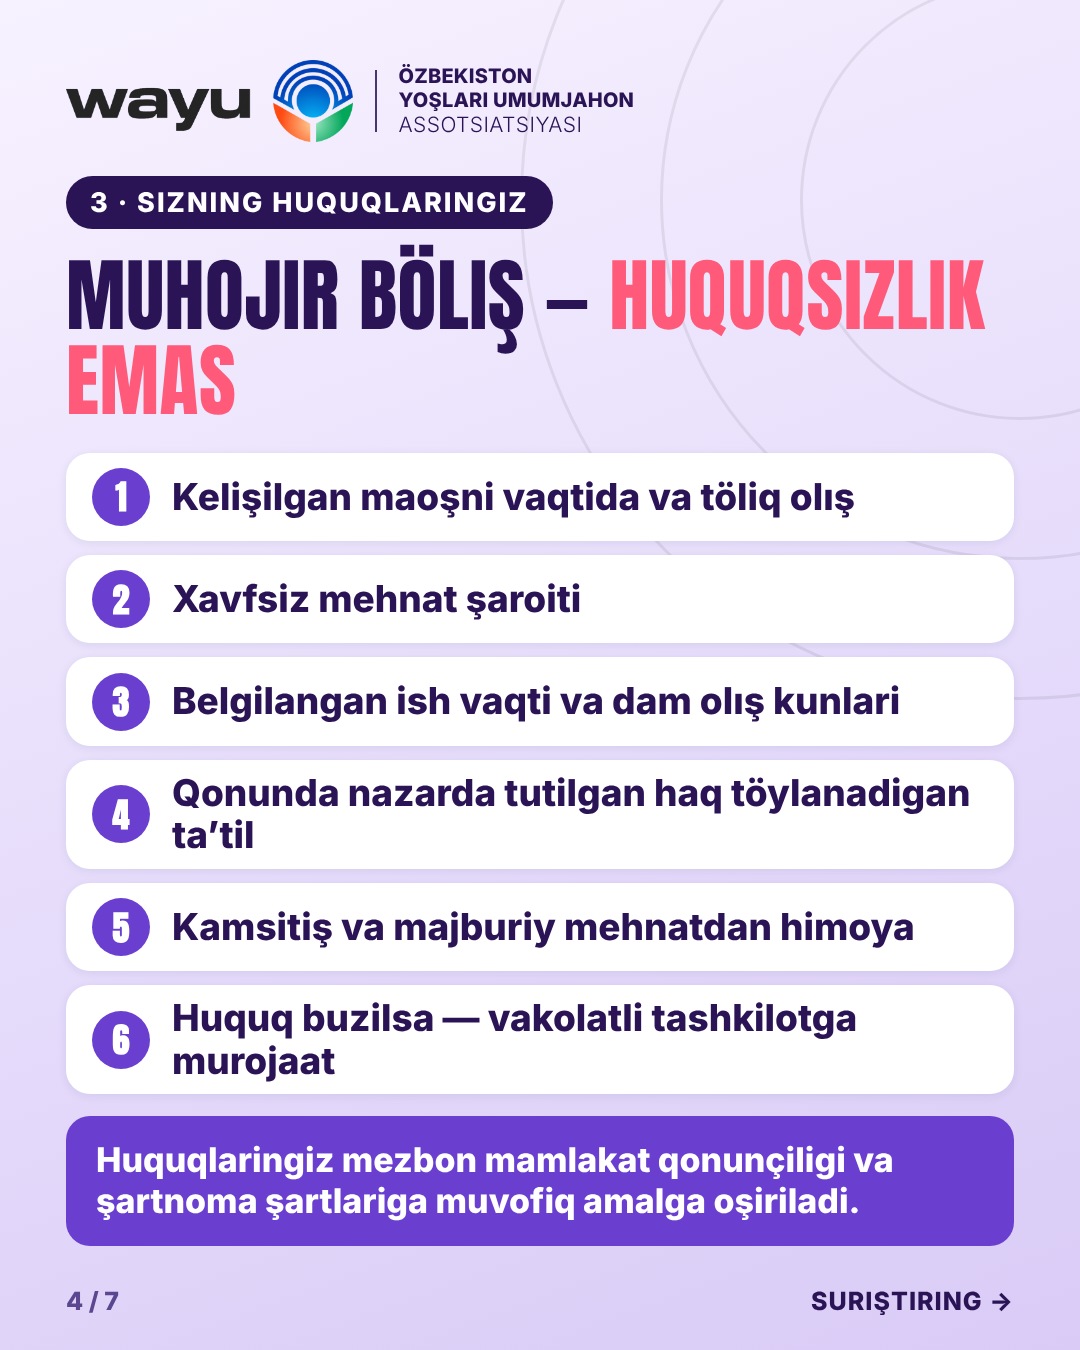 wayu
ÖZBEKISTON
YOŞLARI UMUMJAHON
ASSOTSIATSIYASI
3 · SIZNING HUQUQLARINGIZ
MUHOJIR BÖLIŞ – HUQUQSIZLIK
EMAS
1 Kelişilgan maoşni vaqtida va töliq olış
2 Xavfsiz mehnat şaroiti
3 Belgilangan ish vaqti va dam olış kunlari
4 Qonunda nazarda tutilgan haq töylanadigan
ta’til
5 Kamsitiş va majburiy mehnatdan himoya
6 Huquq buzilsa — vakolatli tashkilotga
murojaat
Huquqlaringiz mezbon mamlakat qonunçiligi va
şartnoma şartlariga muvofiq amalga oşiriladi.
4 / 7
SURIŞTIRING →